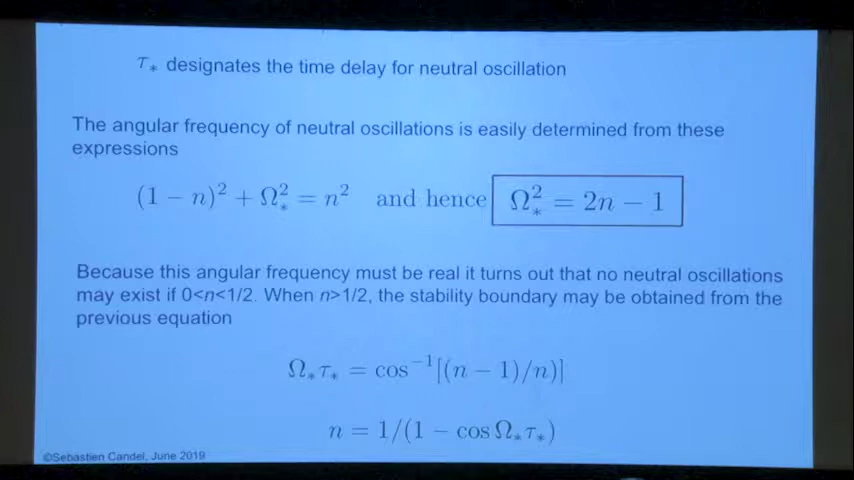 τ* designates the time delay for neutral oscillation
The angular frequency of neutral oscillations is easily determined from these
expressions
(1 − n)² + Ω*² = n² and hence Ω*² = 2n − 1
Because this angular frequency must be real it turns out that no neutral oscillations
may exist if 0<n<1/2. When n>1/2, the stability boundary may be obtained from the
previous equation
Ω*τ* = cos⁻¹[(n − 1)/n)]
n = 1/(1 − cos Ω*τ*)
©Sebastien Candel, June 2019